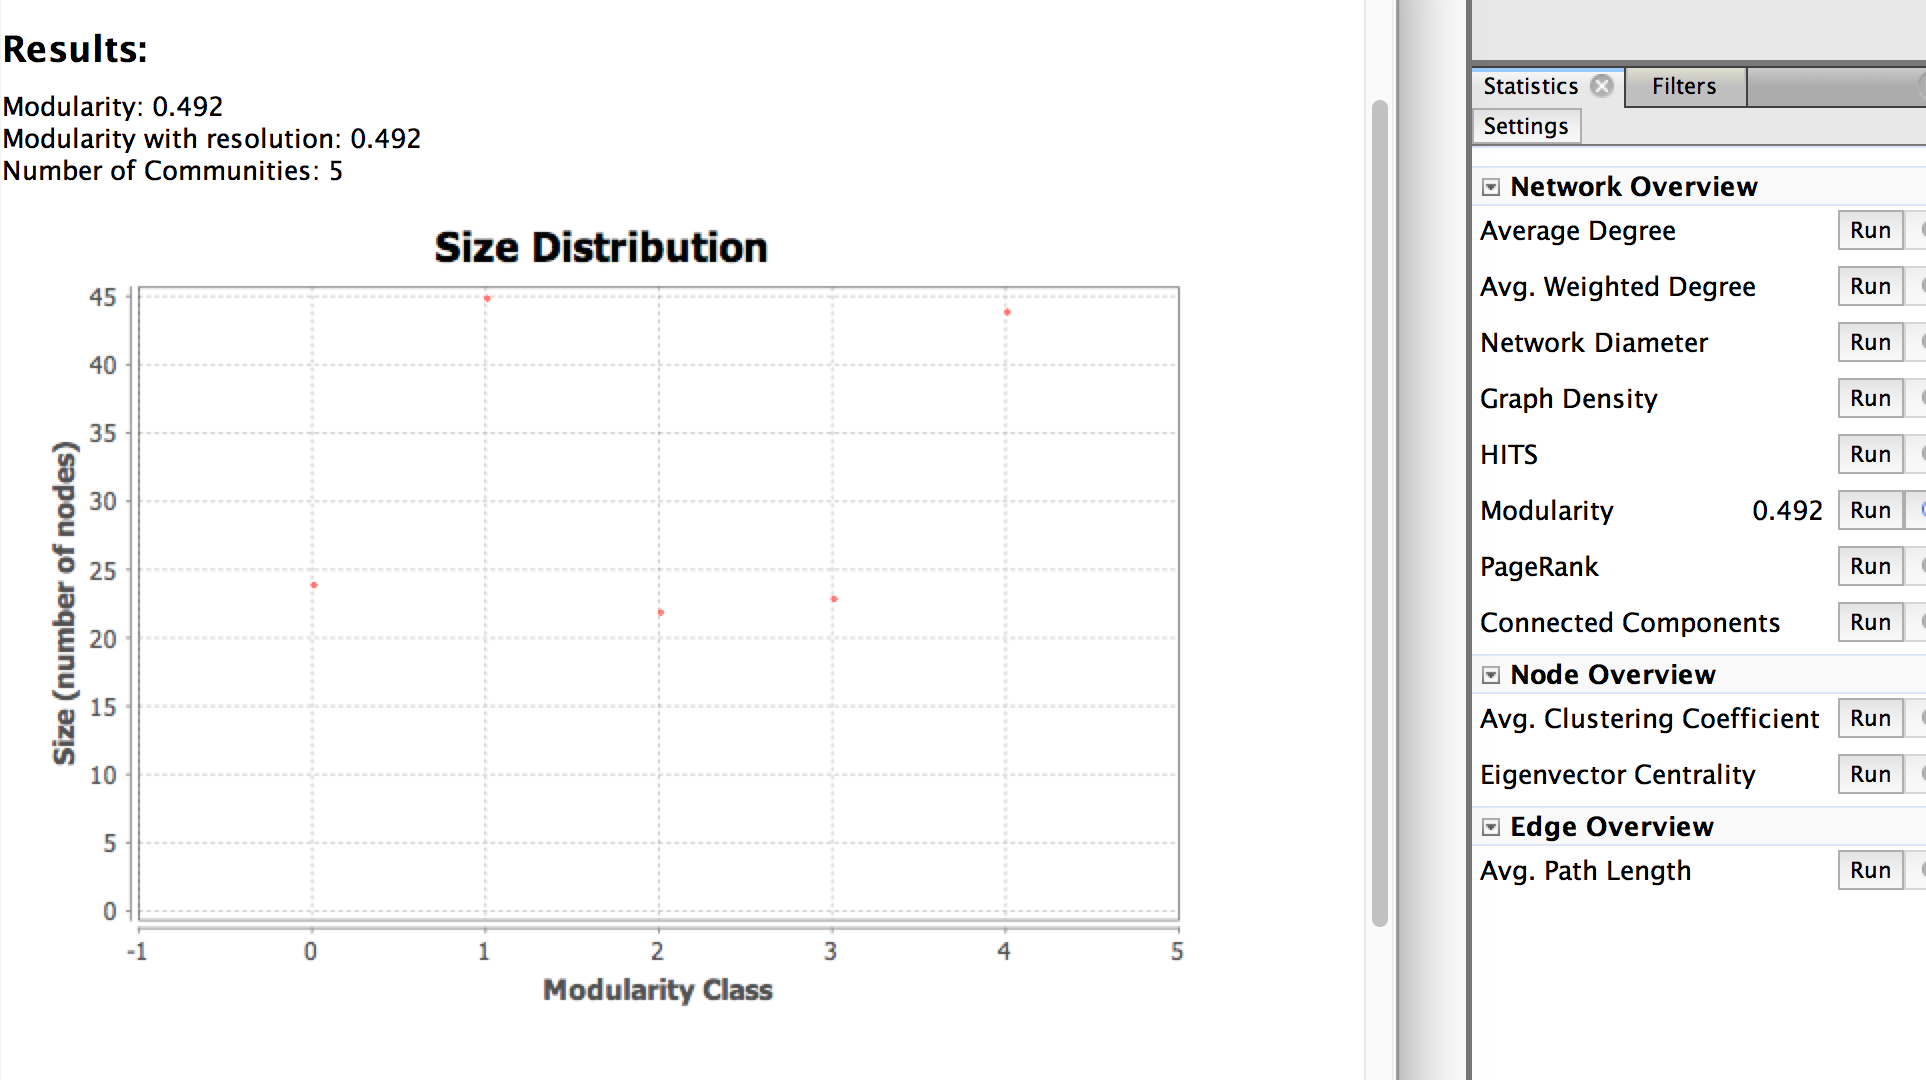 Results:
Modularity: 0.492
Modularity with resolution: 0.492
Number of Communities: 5
Size Distribution
45
40
35
30
25
20
15
10
5
0
Size (number of nodes)
-1 0 1 2 3 4 5
Modularity Class
Statistics Filters
Settings
Network Overview
Average Degree Run
Avg. Weighted Degree Run
Network Diameter Run
Graph Density Run
HITS Run
Modularity 0.492 Run
PageRank Run
Connected Components Run
Node Overview
Avg. Clustering Coefficient Run
Eigenvector Centrality Run
Edge Overview
Avg. Path Length Run